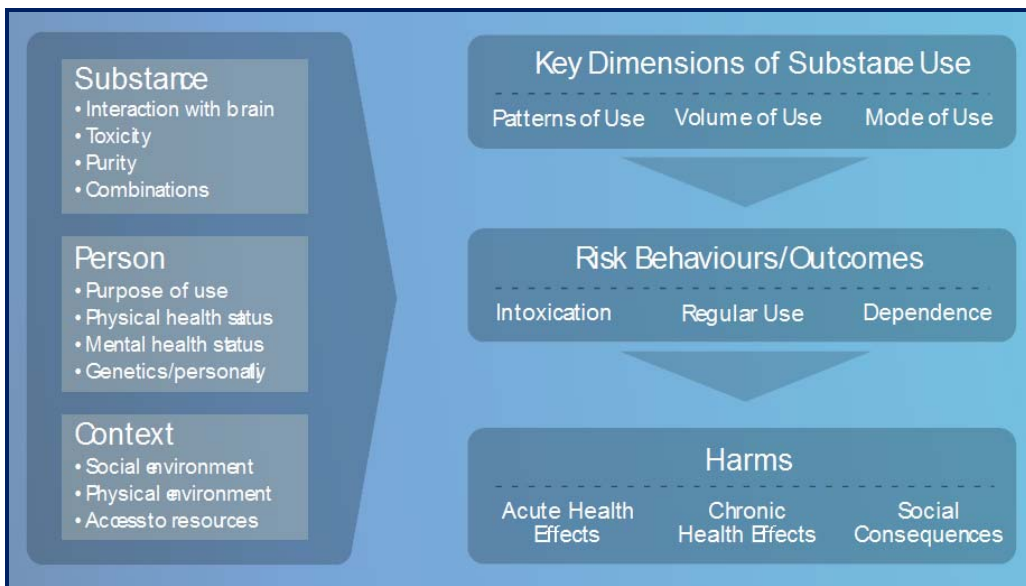 Substance
• Interaction with brain
• Toxicity
• Purity
• Combinations
Person
• Purpose of use
• Physical health status
• Mental health status
• Genetics/personality
Context
• Social environment
• Physical environment
• Access to resources
Key Dimensions of Substance Use
Patterns of Use Volume of Use Mode of Use
Risk Behaviours/Outcomes
Intoxication Regular Use Dependence
Harms
Acute Health Chronic Social
Effects Health Effects Consequences